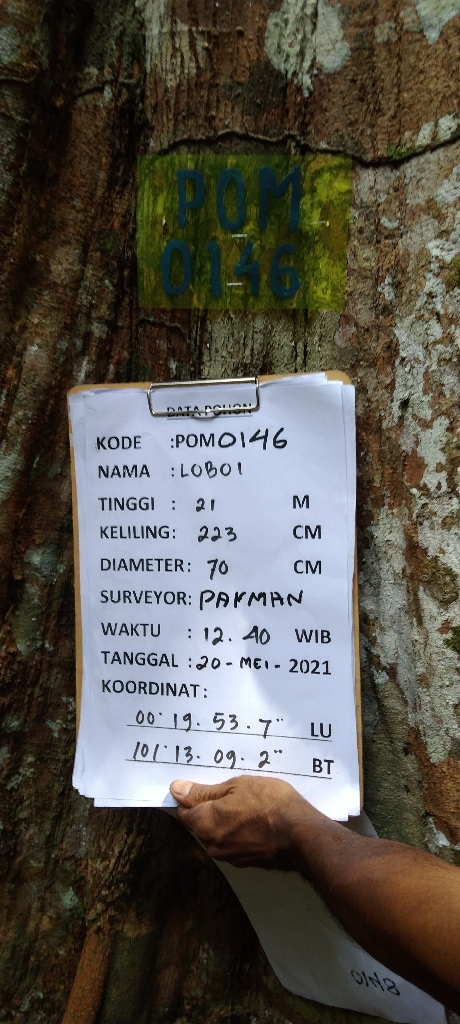 POM
0146
DATA POHON
KODE :POM0146
NAMA :LOBOI
TINGGI : 21 M
KELILING: 223 CM
DIAMETER: 70 CM
SURVEYOR: PAFMAN
WAKTU : 12.40 WIB
TANGGAL :20-MEI-2021
KOORDINAT:
00° 19. 53. 7" LU
101° 13. 09. 2" BT
0148